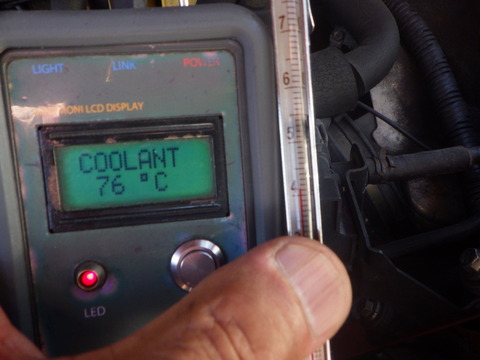 LIGHT LINK POWER
LCD DISPLAY
COOLANT
76 °C
LED
7
6
5
4